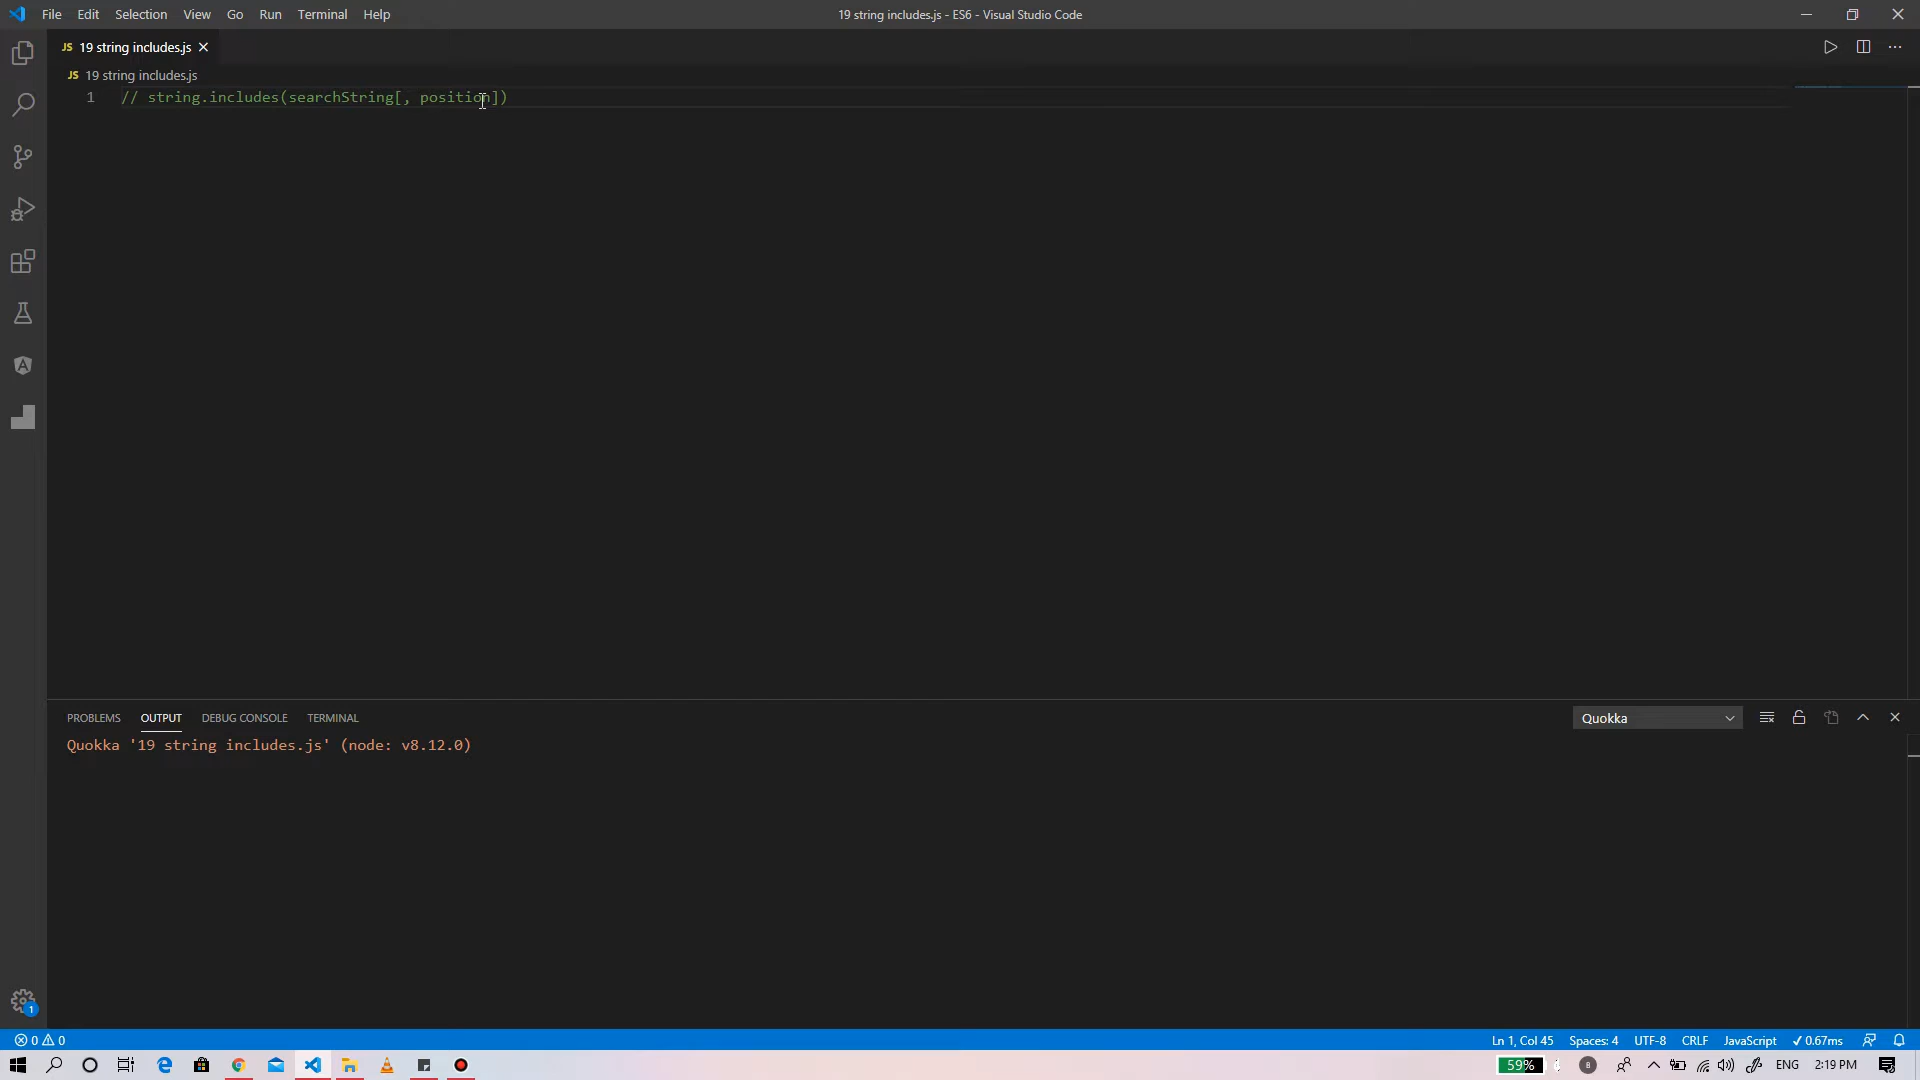 File Edit Selection View Go Run Terminal Help
19 string includes.js - ES6 - Visual Studio Code
JS 19 string includes.js
JS 19 string includes.js
1 // string.includes(searchString[, position])
PROBLEMS OUTPUT DEBUG CONSOLE TERMINAL
Quokka
Quokka '19 string includes.js' (node: v8.12.0)
1
0 0
Ln 1, Col 45 Spaces: 4 UTF-8 CRLF JavaScript ✓ 0.67ms
59% 8 ENG 2:19 PM